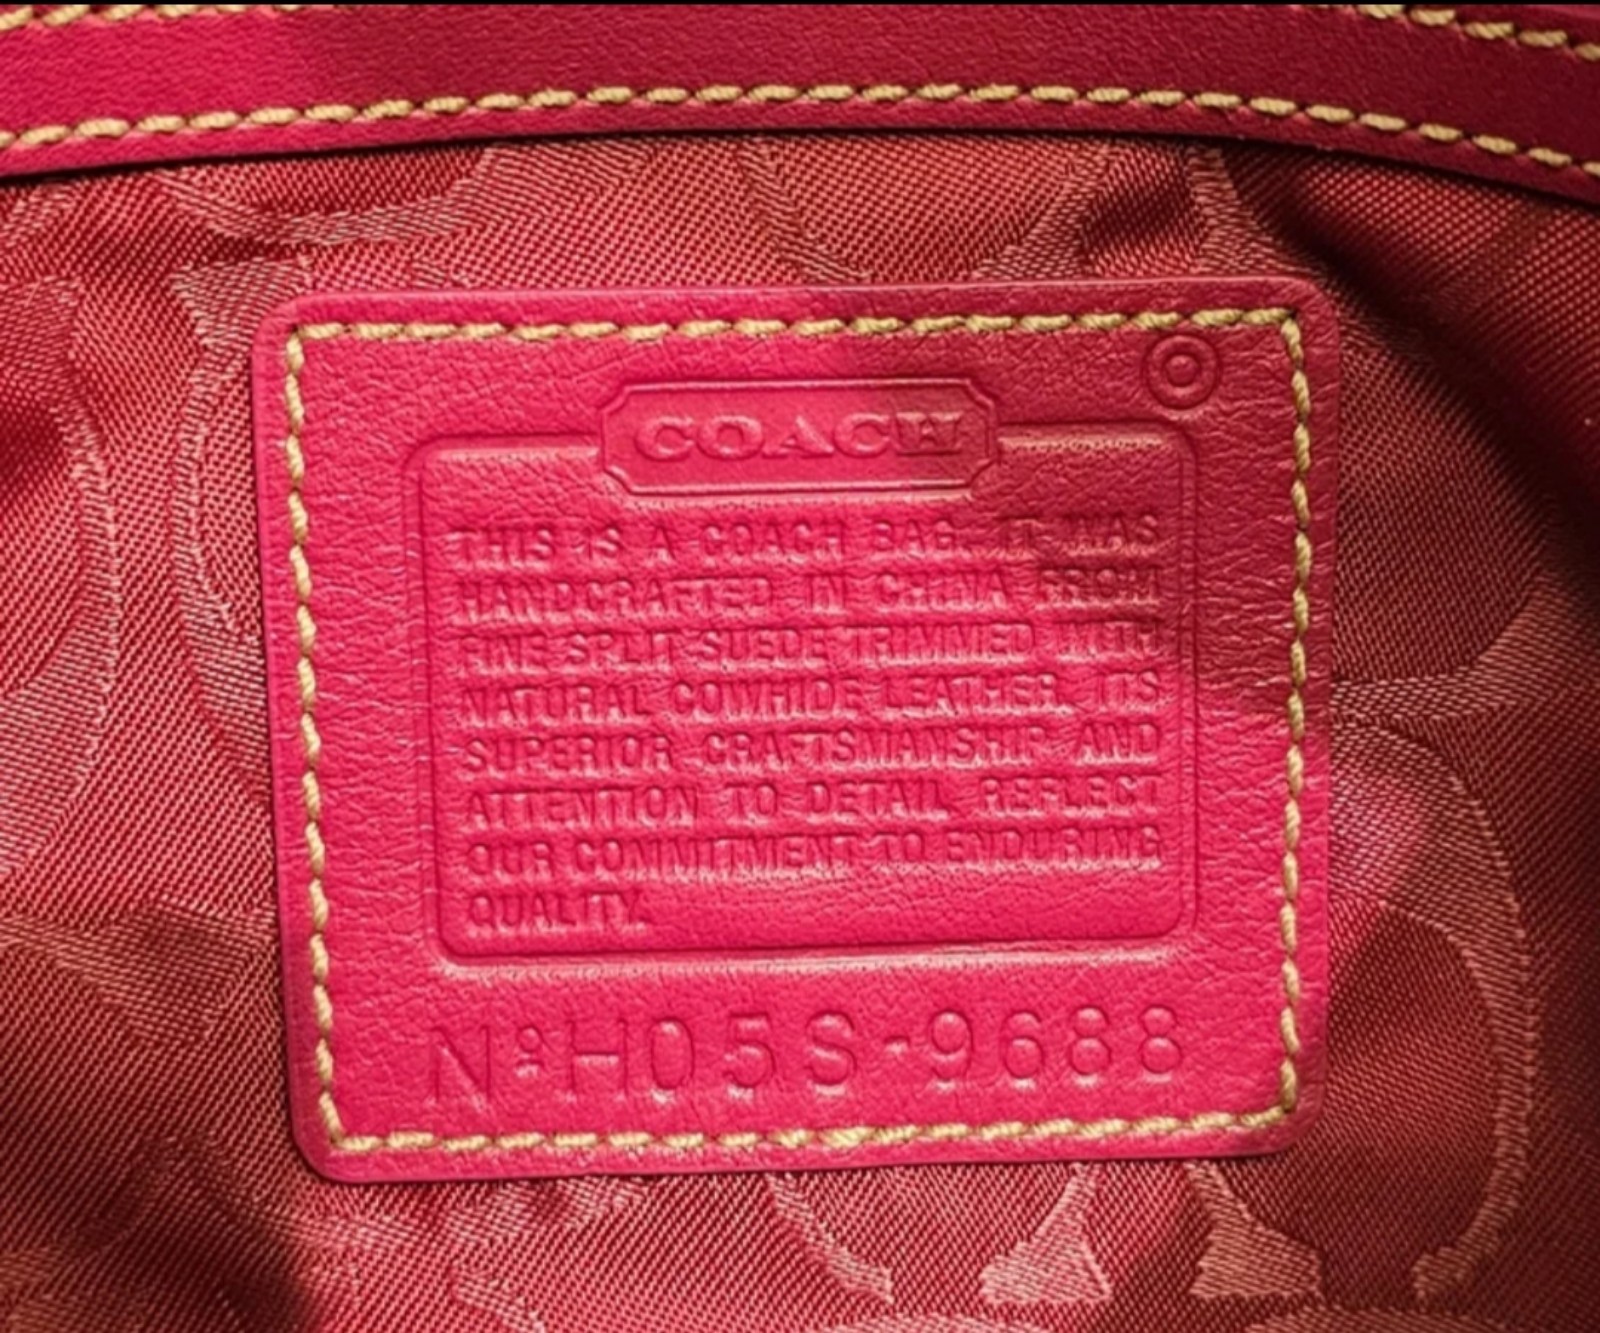 COACH
THIS IS A COACH BAG. IT WAS
HANDCRAFTED IN CHINA FROM
FINE SPLIT SUEDE TRIMMED WITH
NATURAL COWHIDE LEATHER. ITS
SUPERIOR CRAFTSMANSHIP AND
ATTENTION TO DETAIL REFLECT
OUR COMMITMENT TO ENDURING
QUALITY.
Nº H05S-9688